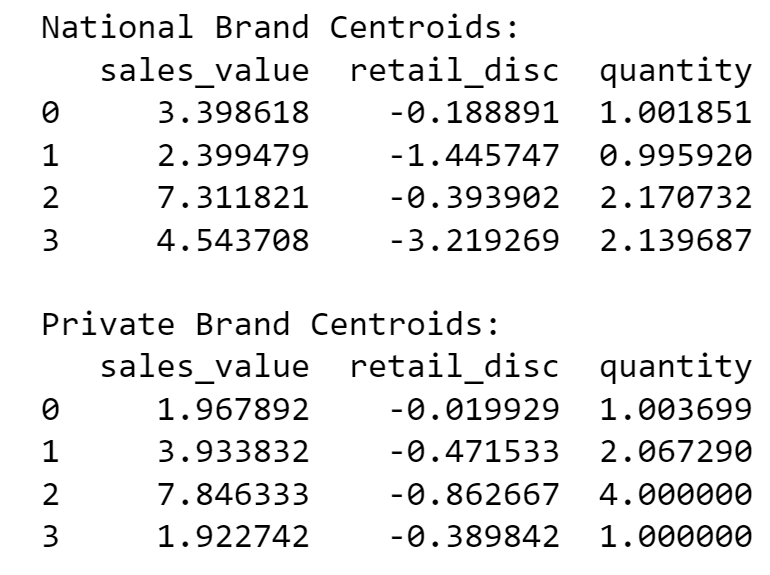 National Brand Centroids:
   sales_value  retail_disc  quantity
0     3.398618    -0.188891  1.001851
1     2.399479    -1.445747  0.995920
2     7.311821    -0.393902  2.170732
3     4.543708    -3.219269  2.139687

Private Brand Centroids:
   sales_value  retail_disc  quantity
0     1.967892    -0.019929  1.003699
1     3.933832    -0.471533  2.067290
2     7.846333    -0.862667  4.000000
3     1.922742    -0.389842  1.000000